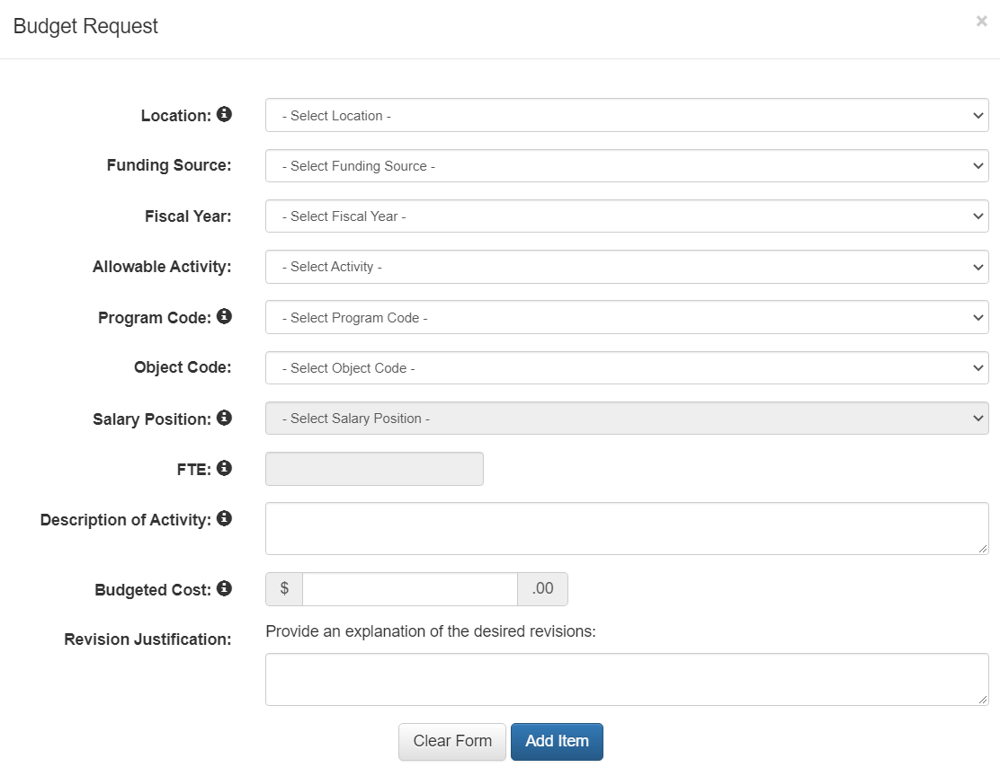 Budget Request
×
Location:
- Select Location -
Funding Source:
- Select Funding Source -
Fiscal Year:
- Select Fiscal Year -
Allowable Activity:
- Select Activity -
Program Code:
- Select Program Code -
Object Code:
- Select Object Code -
Salary Position:
- Select Salary Position -
FTE:
Description of Activity:
Budgeted Cost:
$ .00
Revision Justification:
Provide an explanation of the desired revisions:
Clear Form
Add Item